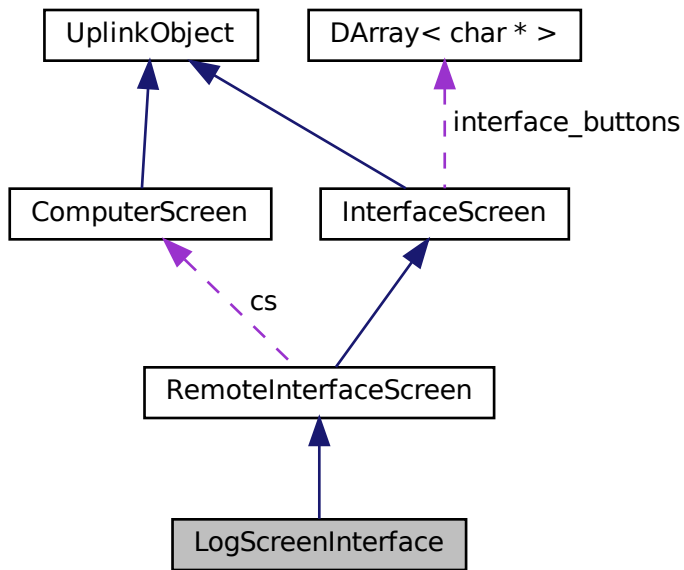 UplinkObject
DArray< char * >
interface_buttons
ComputerScreen
InterfaceScreen
cs
RemoteInterfaceScreen
LogScreenInterface